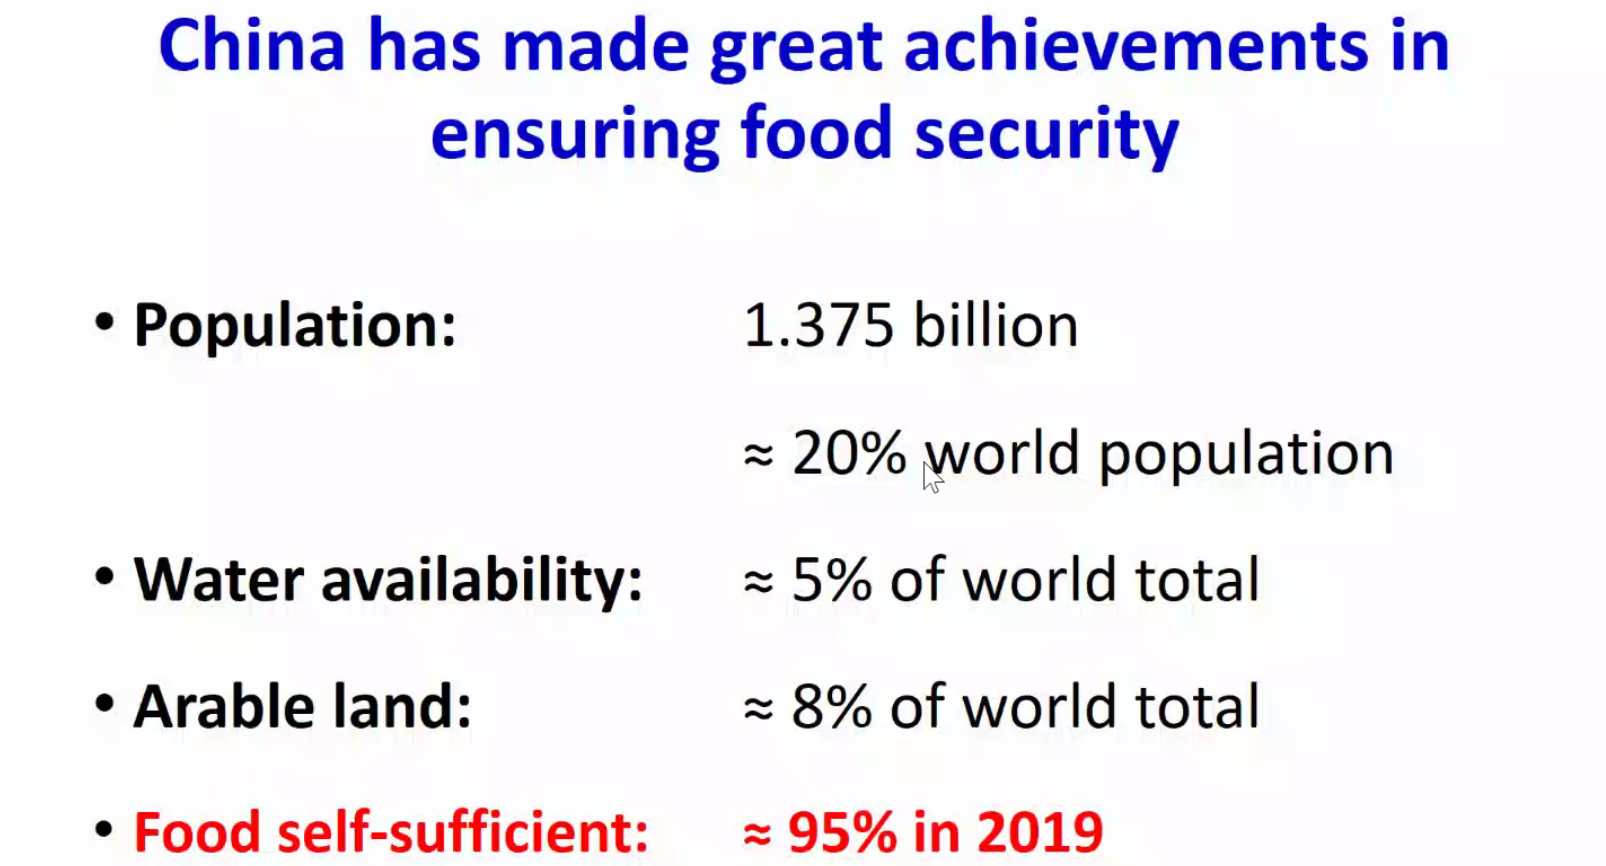 China has made great achievements in
ensuring food security
• Population: 1.375 billion
≈ 20% world population
• Water availability: ≈ 5% of world total
• Arable land: ≈ 8% of world total
• Food self-sufficient: ≈ 95% in 2019